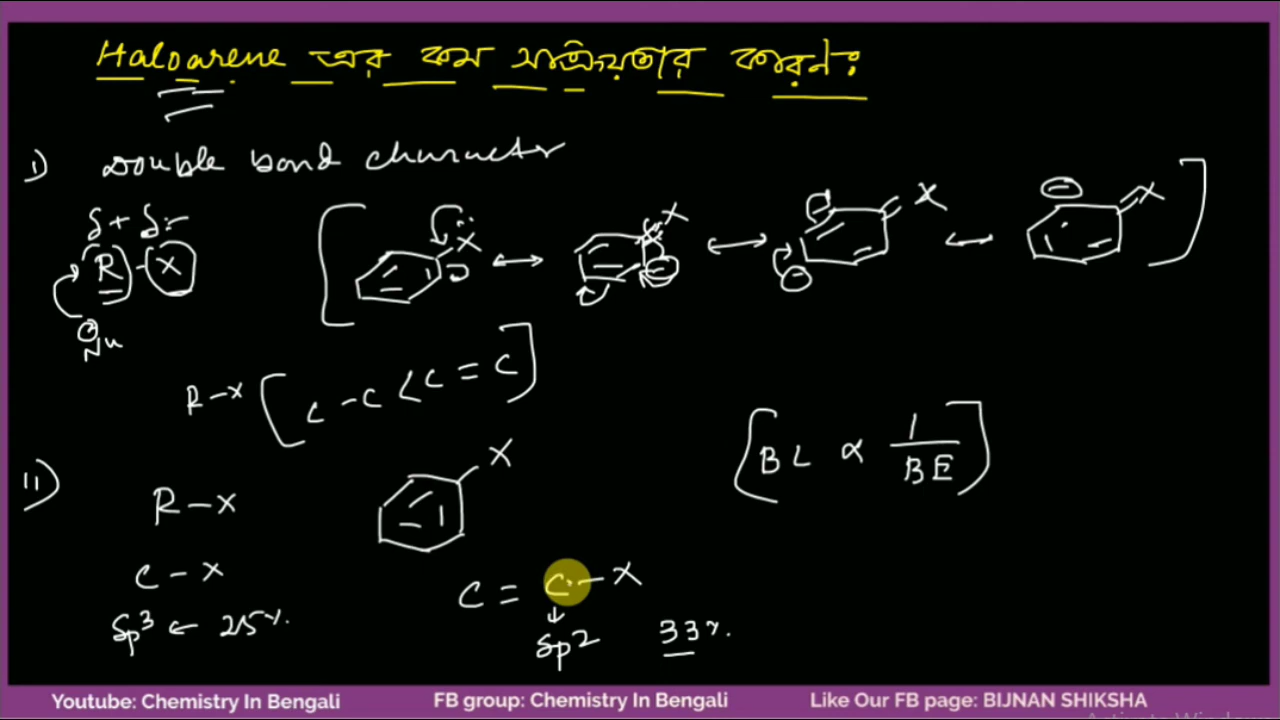 Haloarene এর কম সক্রিয়তার কারণঃ
I) Double bond character
δ+ δ-
R-X
Nu
X ⊖ ↔ X ⊖ ↔ X ⊖ ↔ X ⊖
R-X [C-C < C=C]
[BL ∝ 1/BE]
II) R-X X
C-X C=C-X
Sp³ ← 25% Sp2 33%.
Youtube: Chemistry In Bengali FB group: Chemistry In Bengali Like Our FB page: BIJNAN SHIKSHA